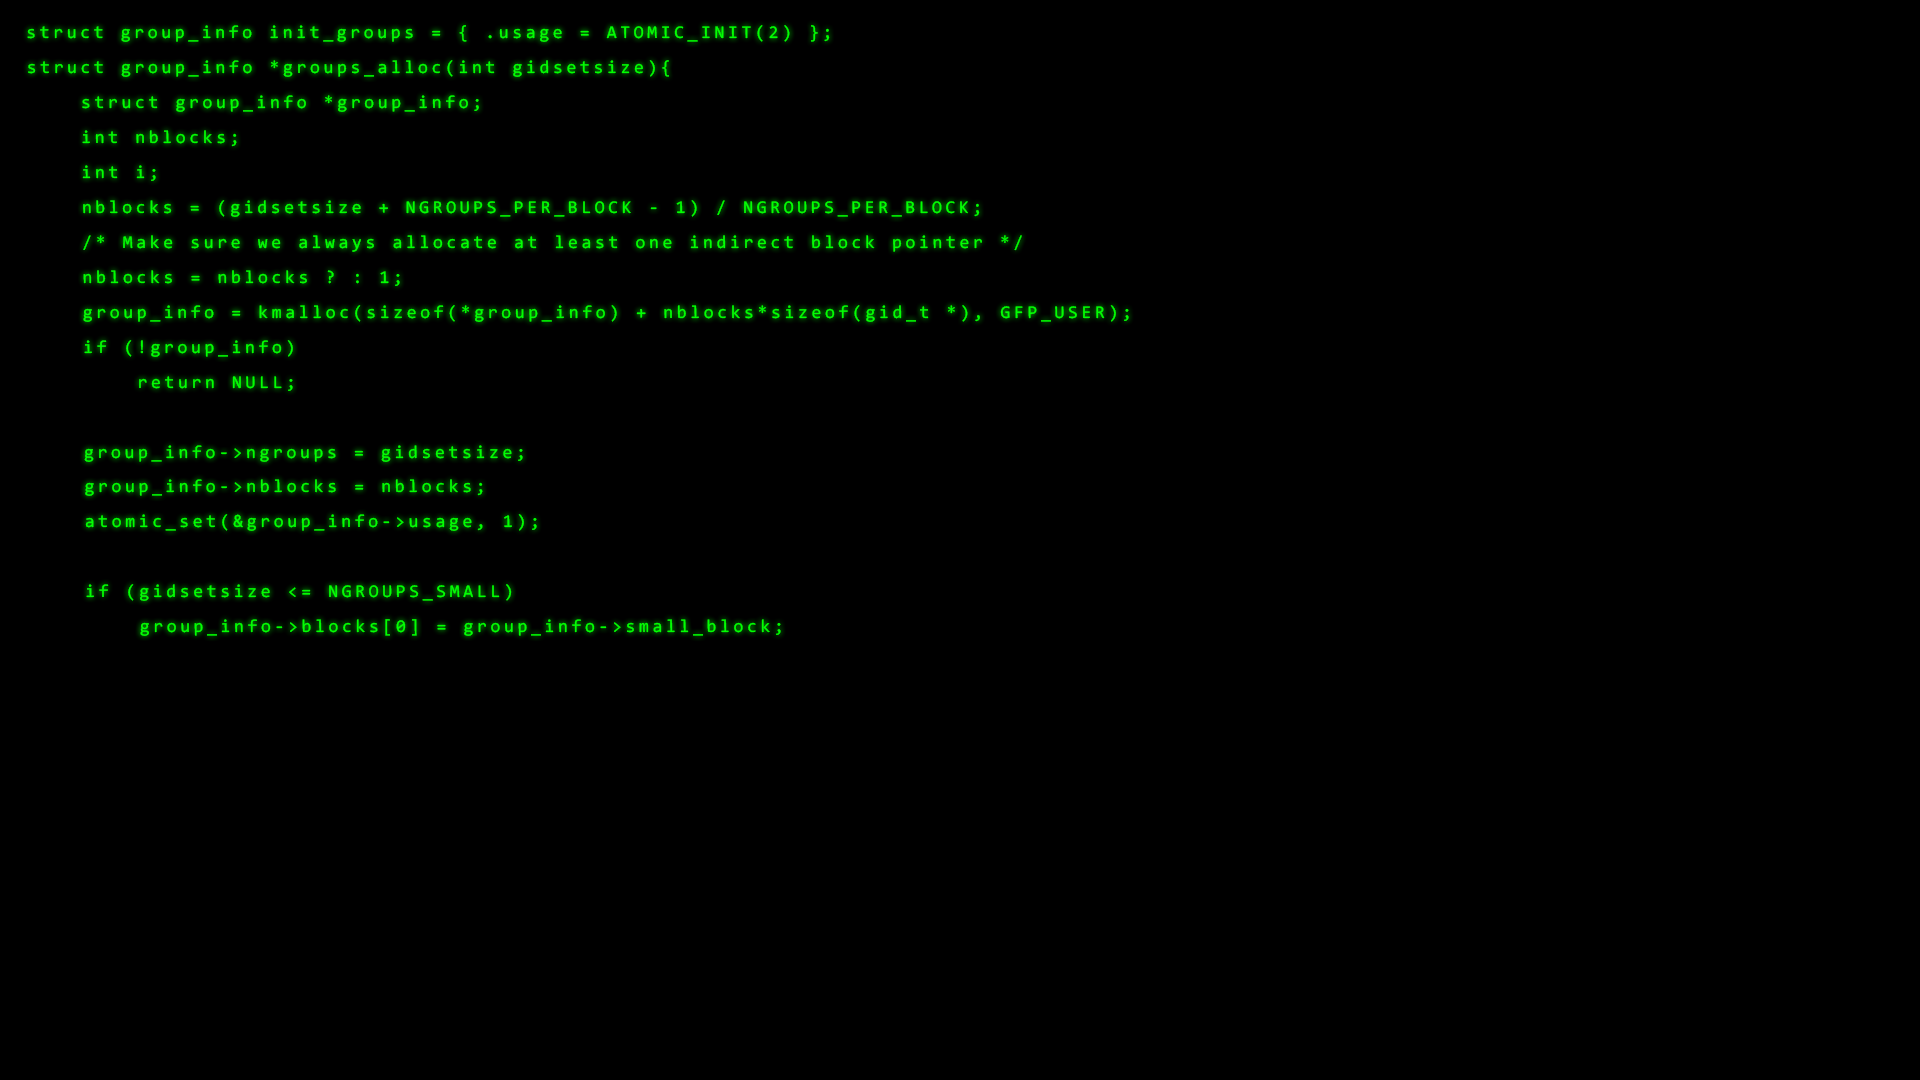 struct group_info init_groups = { .usage = ATOMIC_INIT(2) };
struct group_info *groups_alloc(int gidsetsize){
    struct group_info *group_info;
    int nblocks;
    int i;
    nblocks = (gidsetsize + NGROUPS_PER_BLOCK - 1) / NGROUPS_PER_BLOCK;
    /* Make sure we always allocate at least one indirect block pointer */
    nblocks = nblocks ? : 1;
    group_info = kmalloc(sizeof(*group_info) + nblocks*sizeof(gid_t *), GFP_USER);
    if (!group_info)
        return NULL;

    group_info->ngroups = gidsetsize;
    group_info->nblocks = nblocks;
    atomic_set(&group_info->usage, 1);

    if (gidsetsize <= NGROUPS_SMALL)
        group_info->blocks[0] = group_info->small_block;